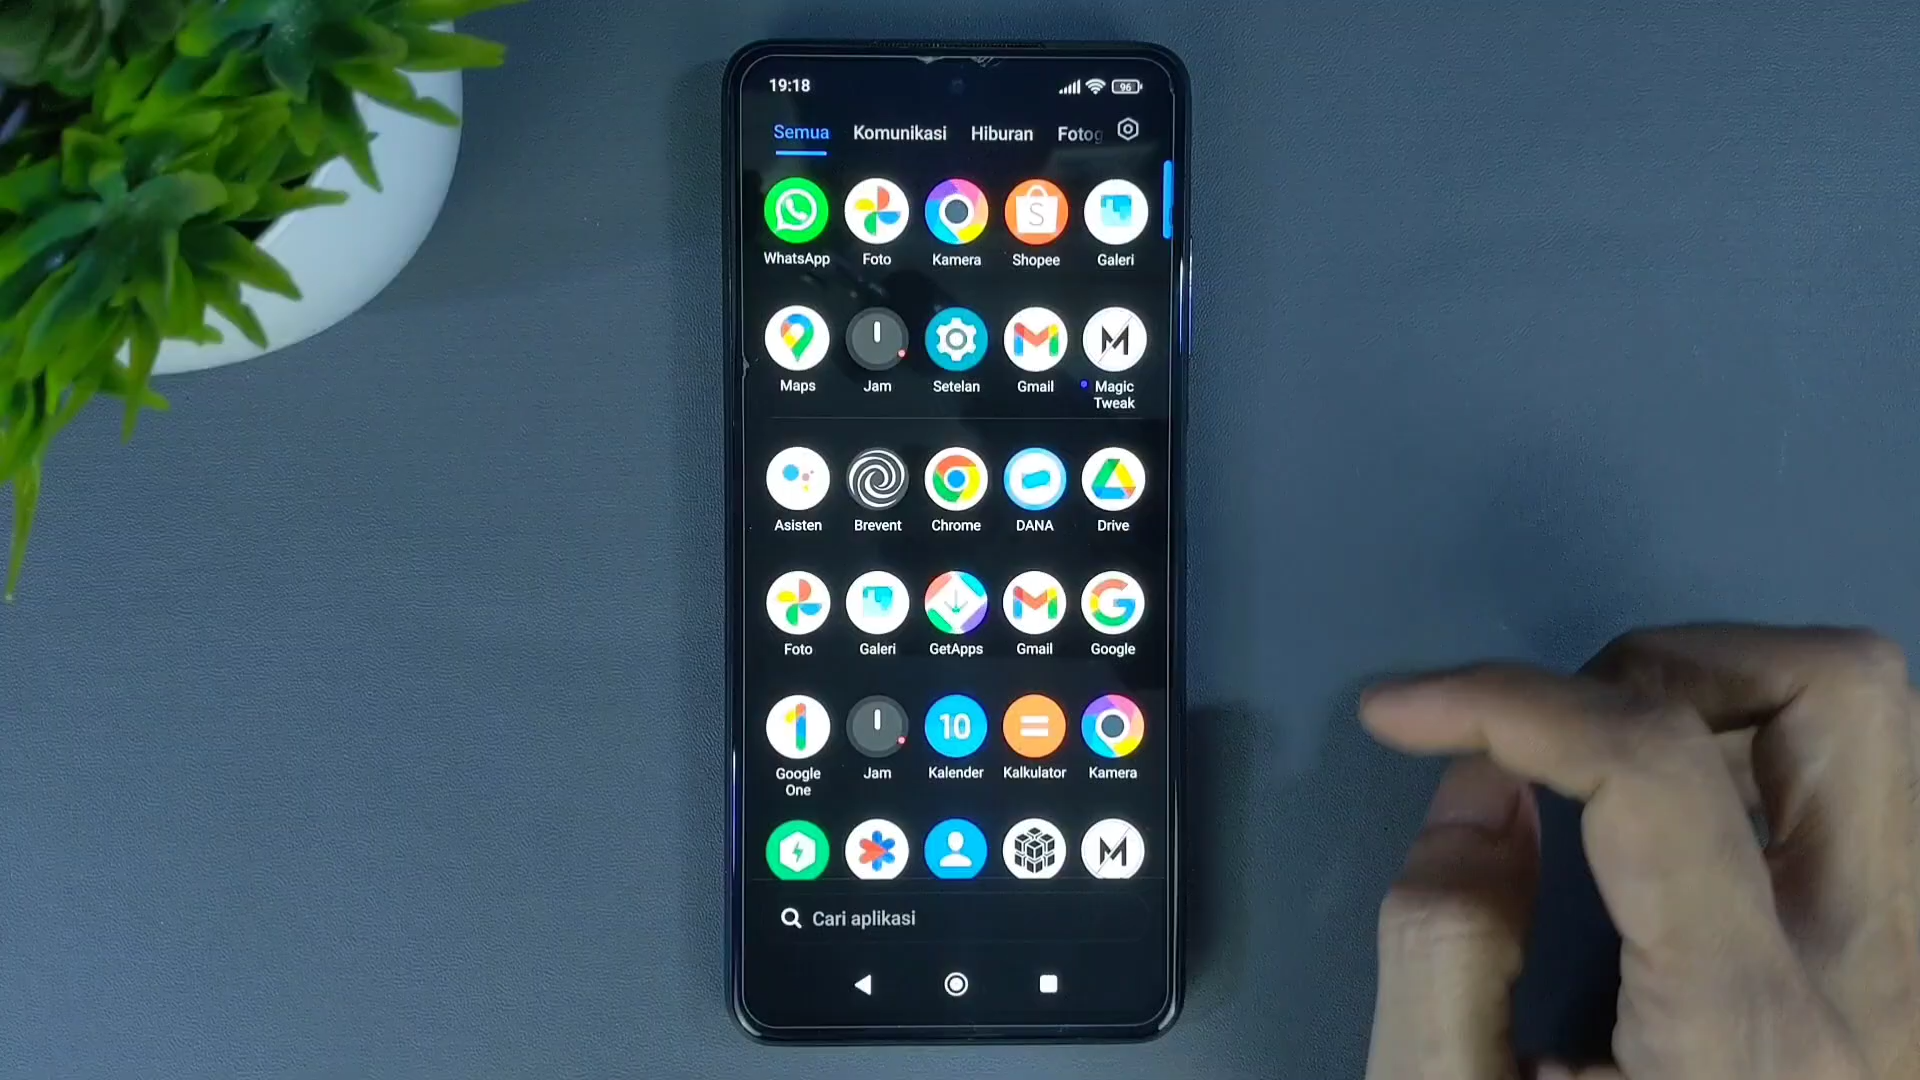 19:18
96
Semua Komunikasi Hiburan Fotog
WhatsApp Foto Kamera Shopee Galeri
Maps Jam Setelan Gmail Magic
Tweak
Asisten Brevent Chrome DANA Drive
Foto Galeri GetApps Gmail Google
10
Google Jam Kalender Kalkulator Kamera
One
Cari aplikasi